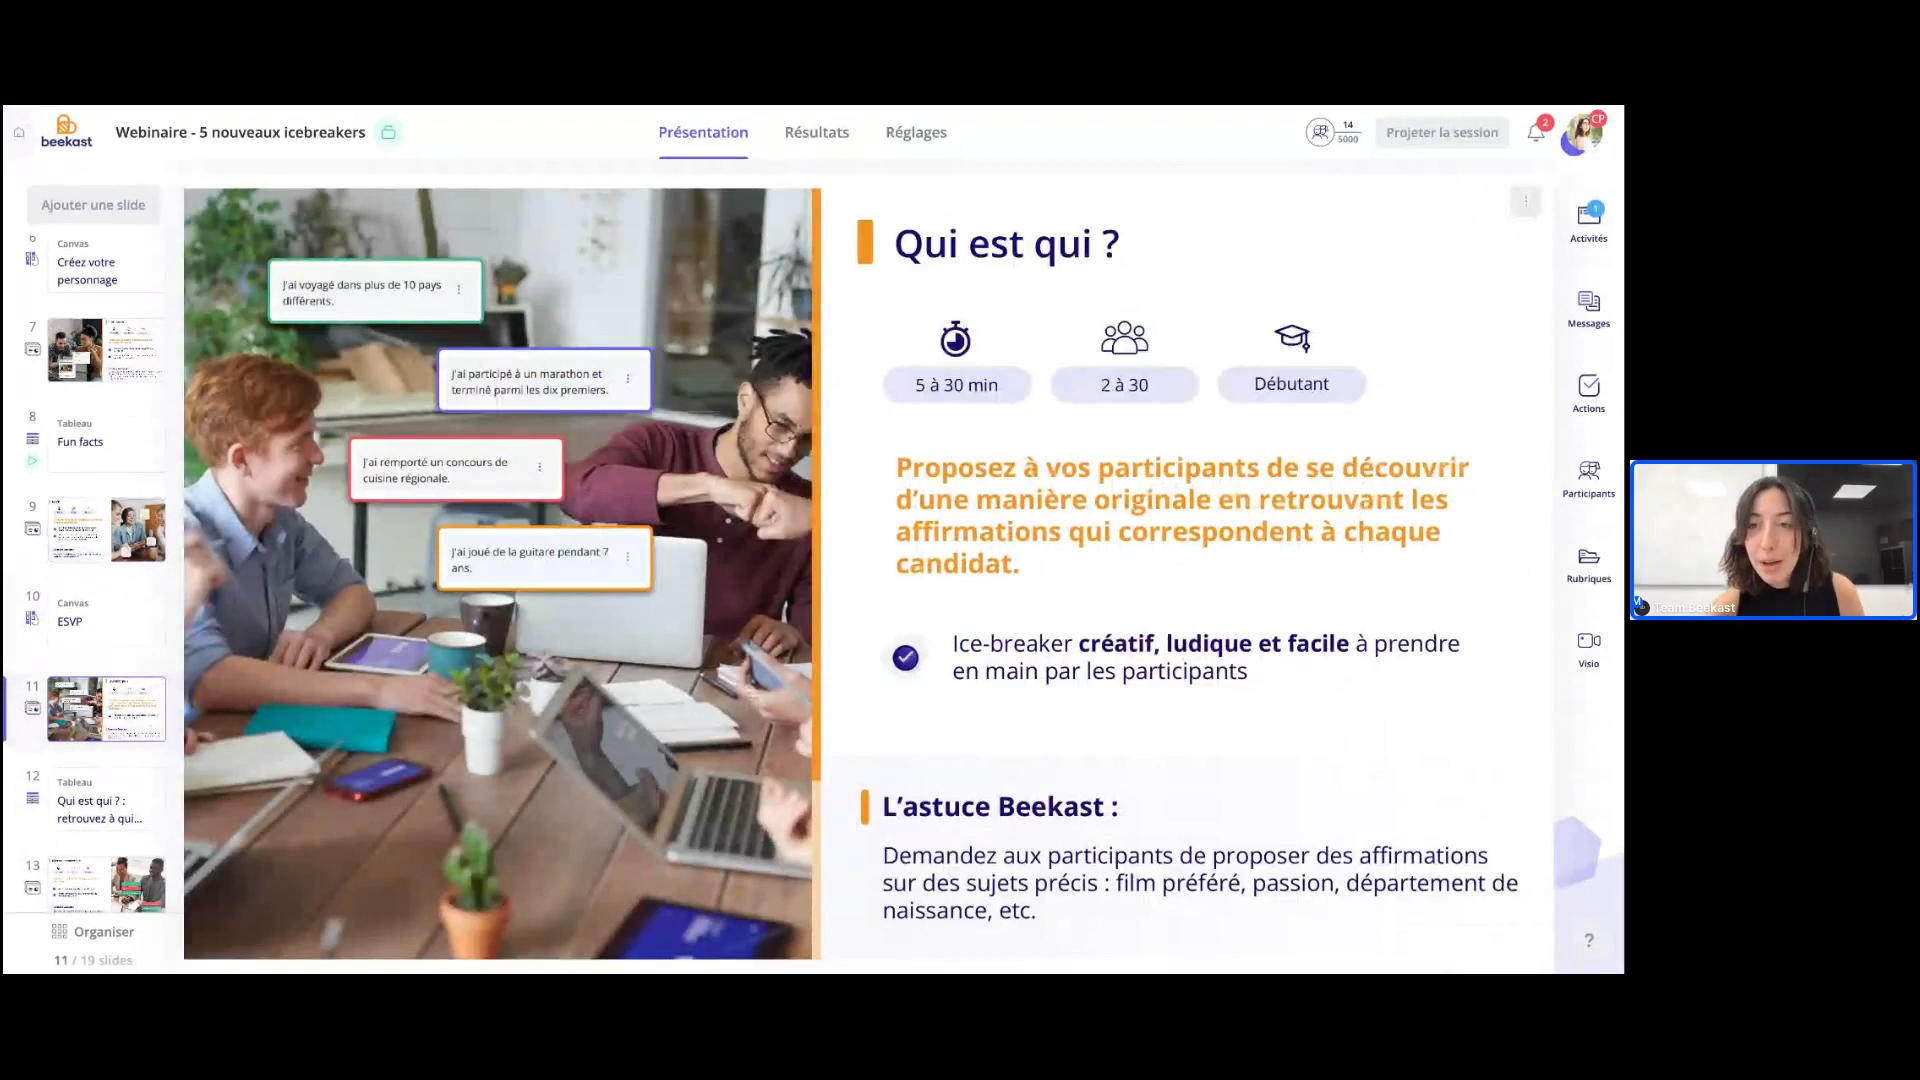 beekast
Webinaire - 5 nouveaux icebreakers
Présentation
Résultats
Réglages
14
5000
Projeter la session
2
CP
Ajouter une slide
6
Canvas
Créez votre
personnage
7
8
Tableau
Fun facts
9
10
Canvas
ESVP
11
12
Tableau
Qui est qui ? :
retrouvez à qui...
13
Organiser
11 / 19 slides
J'ai voyagé dans plus de 10 pays
différents.
J'ai participé à un marathon et
terminé parmi les dix premiers.
J'ai remporté un concours de
cuisine régionale.
J'ai joué de la guitare pendant 7
ans.
Qui est qui ?
5 à 30 min
2 à 30
Débutant
Proposez à vos participants de se découvrir
d’une manière originale en retrouvant les
affirmations qui correspondent à chaque
candidat.
Ice-breaker créatif, ludique et facile à prendre
en main par les participants
L’astuce Beekast :
Demandez aux participants de proposer des affirmations
sur des sujets précis : film préféré, passion, département de
naissance, etc.
1
Activités
Messages
Actions
Participants
Rubriques
Visio
?
Team Beekast